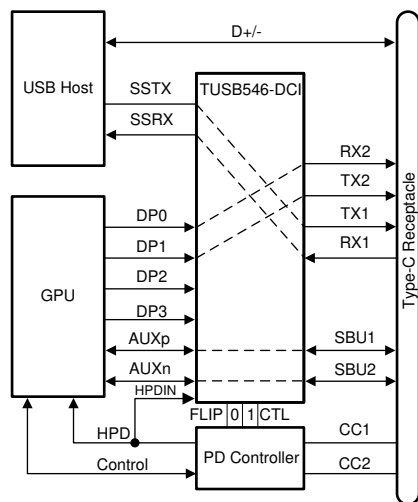 D+/-
USB Host
SSTX
SSRX
TUSB546-DCI
RX2
TX2
TX1
RX1
Type-C Receptacle
GPU
DP0
DP1
DP2
DP3
AUXp
AUXn
HPDIN
SBU1
SBU2
FLIP 0 1 CTL
HPD
Control
PD Controller
CC1
CC2